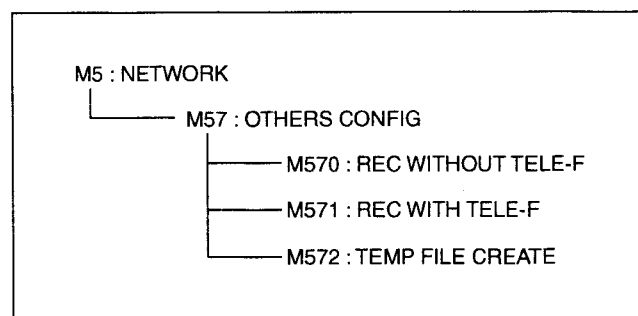 M5 : NETWORK
M57 : OTHERS CONFIG
M570 : REC WITHOUT TELE-F
M571 : REC WITH TELE-F
M572 : TEMP FILE CREATE